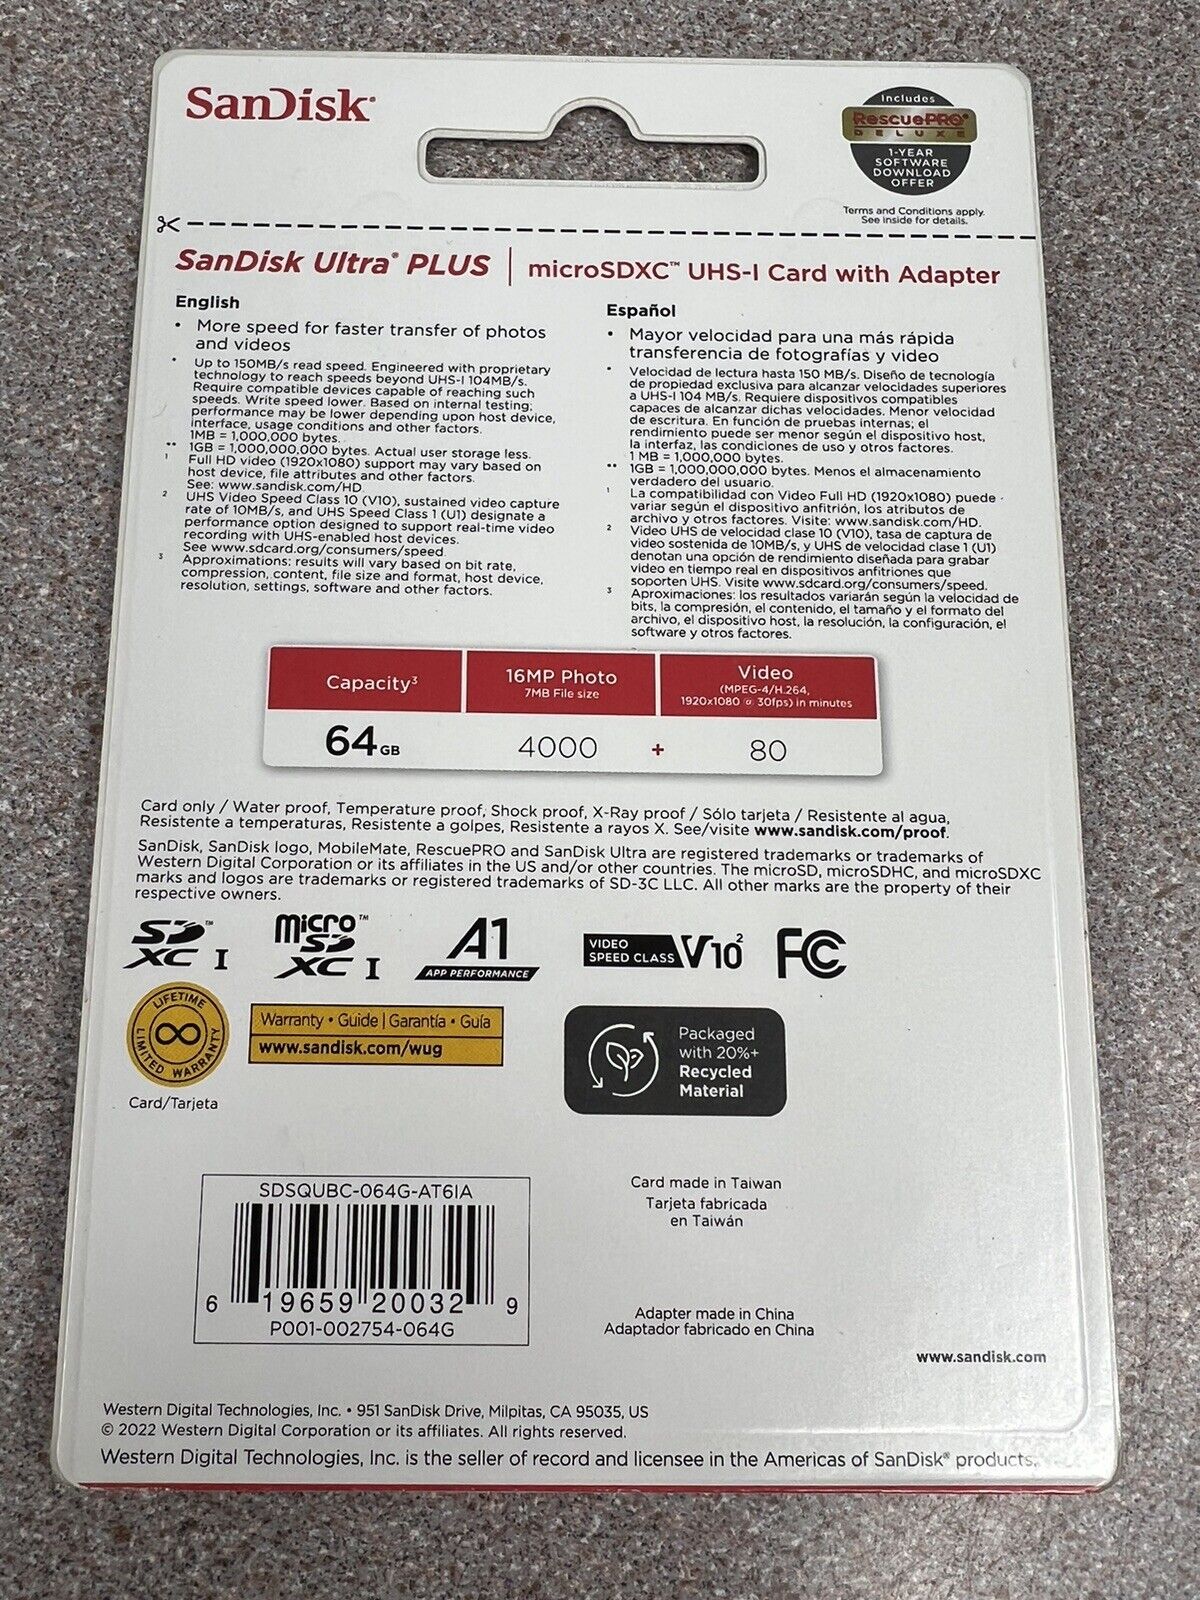 SanDisk®
Includes
RescuePRO®
DELUXE
1-YEAR
SOFTWARE
DOWNLOAD
OFFER
Terms and Conditions apply.
See inside for details.
SanDisk Ultra® PLUS | microSDXC™ UHS-I Card with Adapter
English
• More speed for faster transfer of photos
and videos
* Up to 150MB/s read speed. Engineered with proprietary
technology to reach speeds beyond UHS-I 104MB/s.
Require compatible devices capable of reaching such
speeds. Write speed lower. Based on internal testing;
performance may be lower depending upon host device,
interface, usage conditions and other factors.
1MB = 1,000,000 bytes.
** 1GB = 1,000,000,000 bytes. Actual user storage less.
1 Full HD video (1920x1080) support may vary based on
host device, file attributes and other factors.
See: www.sandisk.com/HD
2 UHS Video Speed Class 10 (V10), sustained video capture
rate of 10MB/s, and UHS Speed Class 1 (U1) designate a
performance option designed to support real-time video
recording with UHS-enabled host devices.
See www.sdcard.org/consumers/speed
3 Approximations: results will vary based on bit rate,
compression, content, file size and format, host device,
resolution, settings, software and other factors.
Español
• Mayor velocidad para una más rápida
transferencia de fotografías y video
* Velocidad de lectura hasta 150 MB/s. Diseño de tecnología
de propiedad exclusiva para alcanzar velocidades superiores
a UHS-I 104 MB/s. Requiere dispositivos compatibles
capaces de alcanzar dichas velocidades. Menor velocidad
de escritura. En función de pruebas internas; el
rendimiento puede ser menor según el dispositivo host,
la interfaz, las condiciones de uso y otros factores.
1 MB = 1,000,000 bytes.
** 1GB = 1,000,000,000 bytes. Menos el almacenamiento
verdadero del usuario.
1 La compatibilidad con Video Full HD (1920x1080) puede
variar según el dispositivo anfitrión, los atributos de
archivo y otros factores. Visite: www.sandisk.com/HD.
2 Video UHS de velocidad clase 10 (V10), tasa de captura de
video sostenida de 10MB/s, y UHS de velocidad clase 1 (U1)
denotan una opción de rendimiento diseñada para grabar
video en tiempo real en dispositivos anfitriones que
soporten UHS. Visite www.sdcard.org/consumers/speed.
3 Aproximaciones: los resultados variarán según la velocidad de
bits, la compresión, el contenido, el tamaño y el formato del
archivo, el dispositivo host, la resolución, la configuración, el
software y otros factores.
Capacity³
16MP Photo
7MB File size
Video
(MPEG-4/H.264,
1920x1080 @ 30fps) in minutes
64GB 4000 + 80
Card only / Water proof, Temperature proof, Shock proof, X-Ray proof / Sólo tarjeta / Resistente al agua,
Resistente a temperaturas, Resistente a golpes, Resistente a rayos X. See/visite www.sandisk.com/proof.
SanDisk, SanDisk logo, MobileMate, RescuePRO and SanDisk Ultra are registered trademarks or trademarks of
Western Digital Corporation or its affiliates in the US and/or other countries. The microSD, microSDHC, and microSDXC
marks and logos are trademarks or registered trademarks of SD-3C LLC. All other marks are the property of their
respective owners.
SD™
XC I
Micro™
SD
XC I
A1
APP PERFORMANCE
VIDEO
SPEED CLASS
V10²
FC
LIFETIME
LIMITED WARRANTY
Card/Tarjeta
Warranty • Guide | Garantía • Guía
www.sandisk.com/wug
Packaged
with 20%+
Recycled
Material
SDSQUBC-064G-AT6IA
6 19659 20032 9
P001-002754-064G
Card made in Taiwan
Tarjeta fabricada
en Taiwán
Adapter made in China
Adaptador fabricado en China
www.sandisk.com
Western Digital Technologies, Inc. • 951 SanDisk Drive, Milpitas, CA 95035, US
© 2022 Western Digital Corporation or its affiliates. All rights reserved.
Western Digital Technologies, Inc. is the seller of record and licensee in the Americas of SanDisk® products.